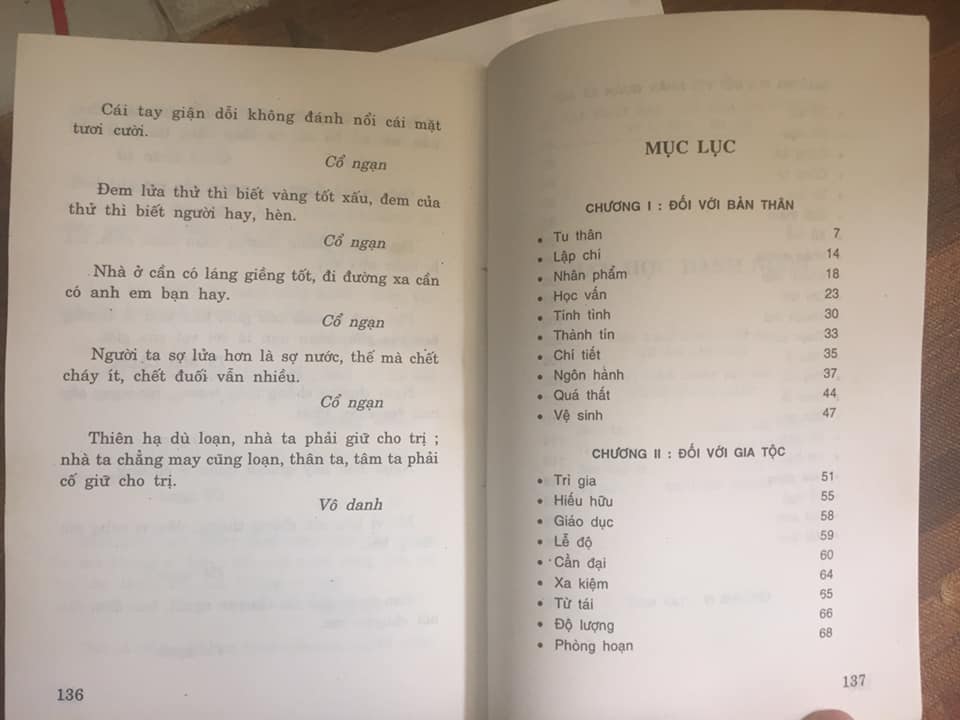 Cái tay giận dỗi không đánh nổi cái mặt
tươi cười.
Cổ ngạn
Đem lửa thử thì biết vàng tốt xấu, đem của
thử thì biết người hay, hèn.
Cổ ngạn
Nhà ở cần có láng giềng tốt, đi đường xa cần
có anh em bạn hay.
Cổ ngạn
Người ta sợ lửa hơn là sợ nước, thế mà chết
cháy ít, chết đuối vẫn nhiều.
Cổ ngạn
Thiên hạ dù loạn, nhà ta phải giữ cho trị ;
nhà ta chẳng may cũng loạn, thân ta, tâm ta phải
cố giữ cho trị.
Vô danh
136
MỤC LỤC
CHƯƠNG I : ĐỐI VỚI BẢN THÂN
• Tu thân 7
• Lập chí 14
• Nhân phẩm 18
• Học vấn 23
• Tính tình 30
• Thành tín 33
• Chí tiết 35
• Ngôn hành 37
• Quá thất 44
• Vệ sinh 47
CHƯƠNG II : ĐỐI VỚI GIA TỘC
• Trì gia 51
• Hiếu hữu 55
• Giáo dục 58
• Lễ độ 59
• Cần đại 60
• Xa kiệm 64
• Từ tái 65
• Độ lượng 66
• Phòng hoạn 68
137